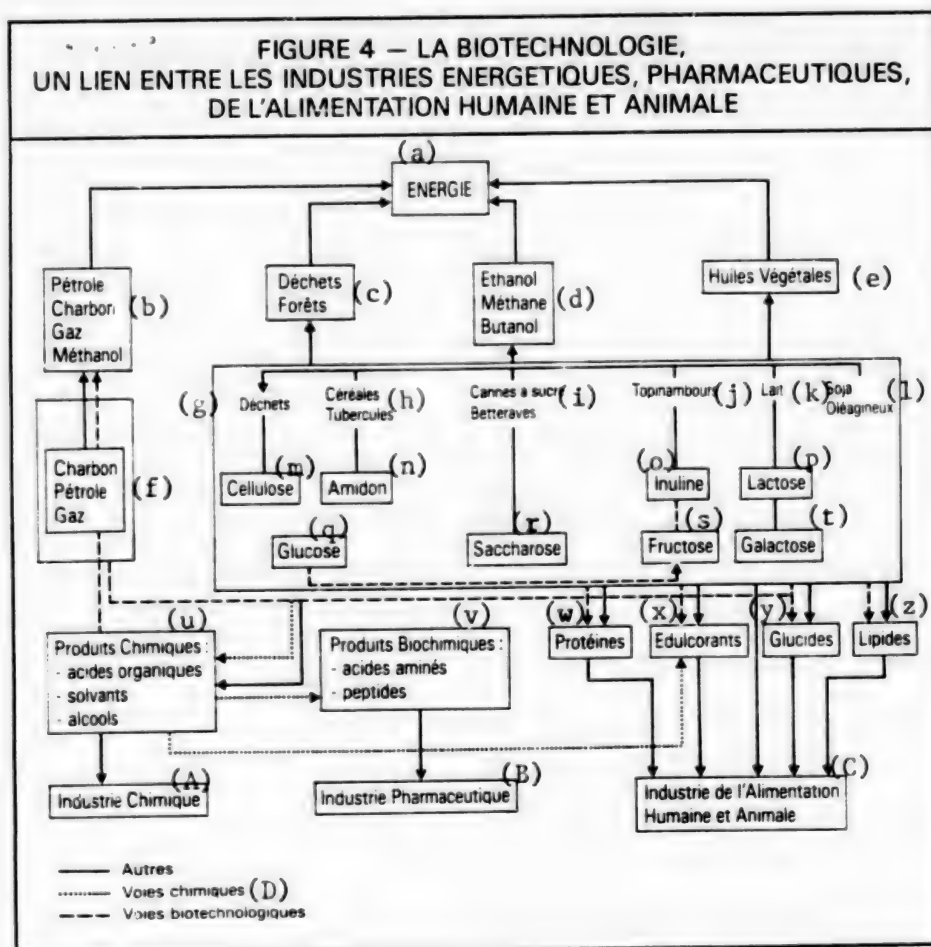 FIGURE 4 — LA BIOTECHNOLOGIE,
UN LIEN ENTRE LES INDUSTRIES ENERGETIQUES, PHARMACEUTIQUES,
DE L'ALIMENTATION HUMAINE ET ANIMALE
(a)
ENERGIE
Pétrole
Charbon
Gaz
Méthanol
(b)
Déchets
Forêts
(c)
Ethanol
Méthane
Butanol
(d)
Huiles Végétales
(e)
(g)
Déchets
Céréales
Tubercules
(h)
Cannes à sucre
Betteraves
(i)
Topinambours
(j)
Lait
(k)
Soja
Oléagineux
(l)
Charbon
Pétrole
Gaz
(f)
(m)
Cellulose
(n)
Amidon
(o)
Inuline
(p)
Lactose
(q)
Glucose
(r)
Saccharose
(s)
Fructose
(t)
Galactose
(u)
Produits Chimiques :
- acides organiques
- solvants
- alcools
(v)
Produits Biochimiques :
- acides aminés
- peptides
(w)
Protéines
(x)
Edulcorants
(y)
Glucides
(z)
Lipides
(A)
Industrie Chimique
(B)
Industrie Pharmaceutique
(C)
Industrie de l'Alimentation
Humaine et Animale
Autres
Voies chimiques (D)
Voies biotechnologiques